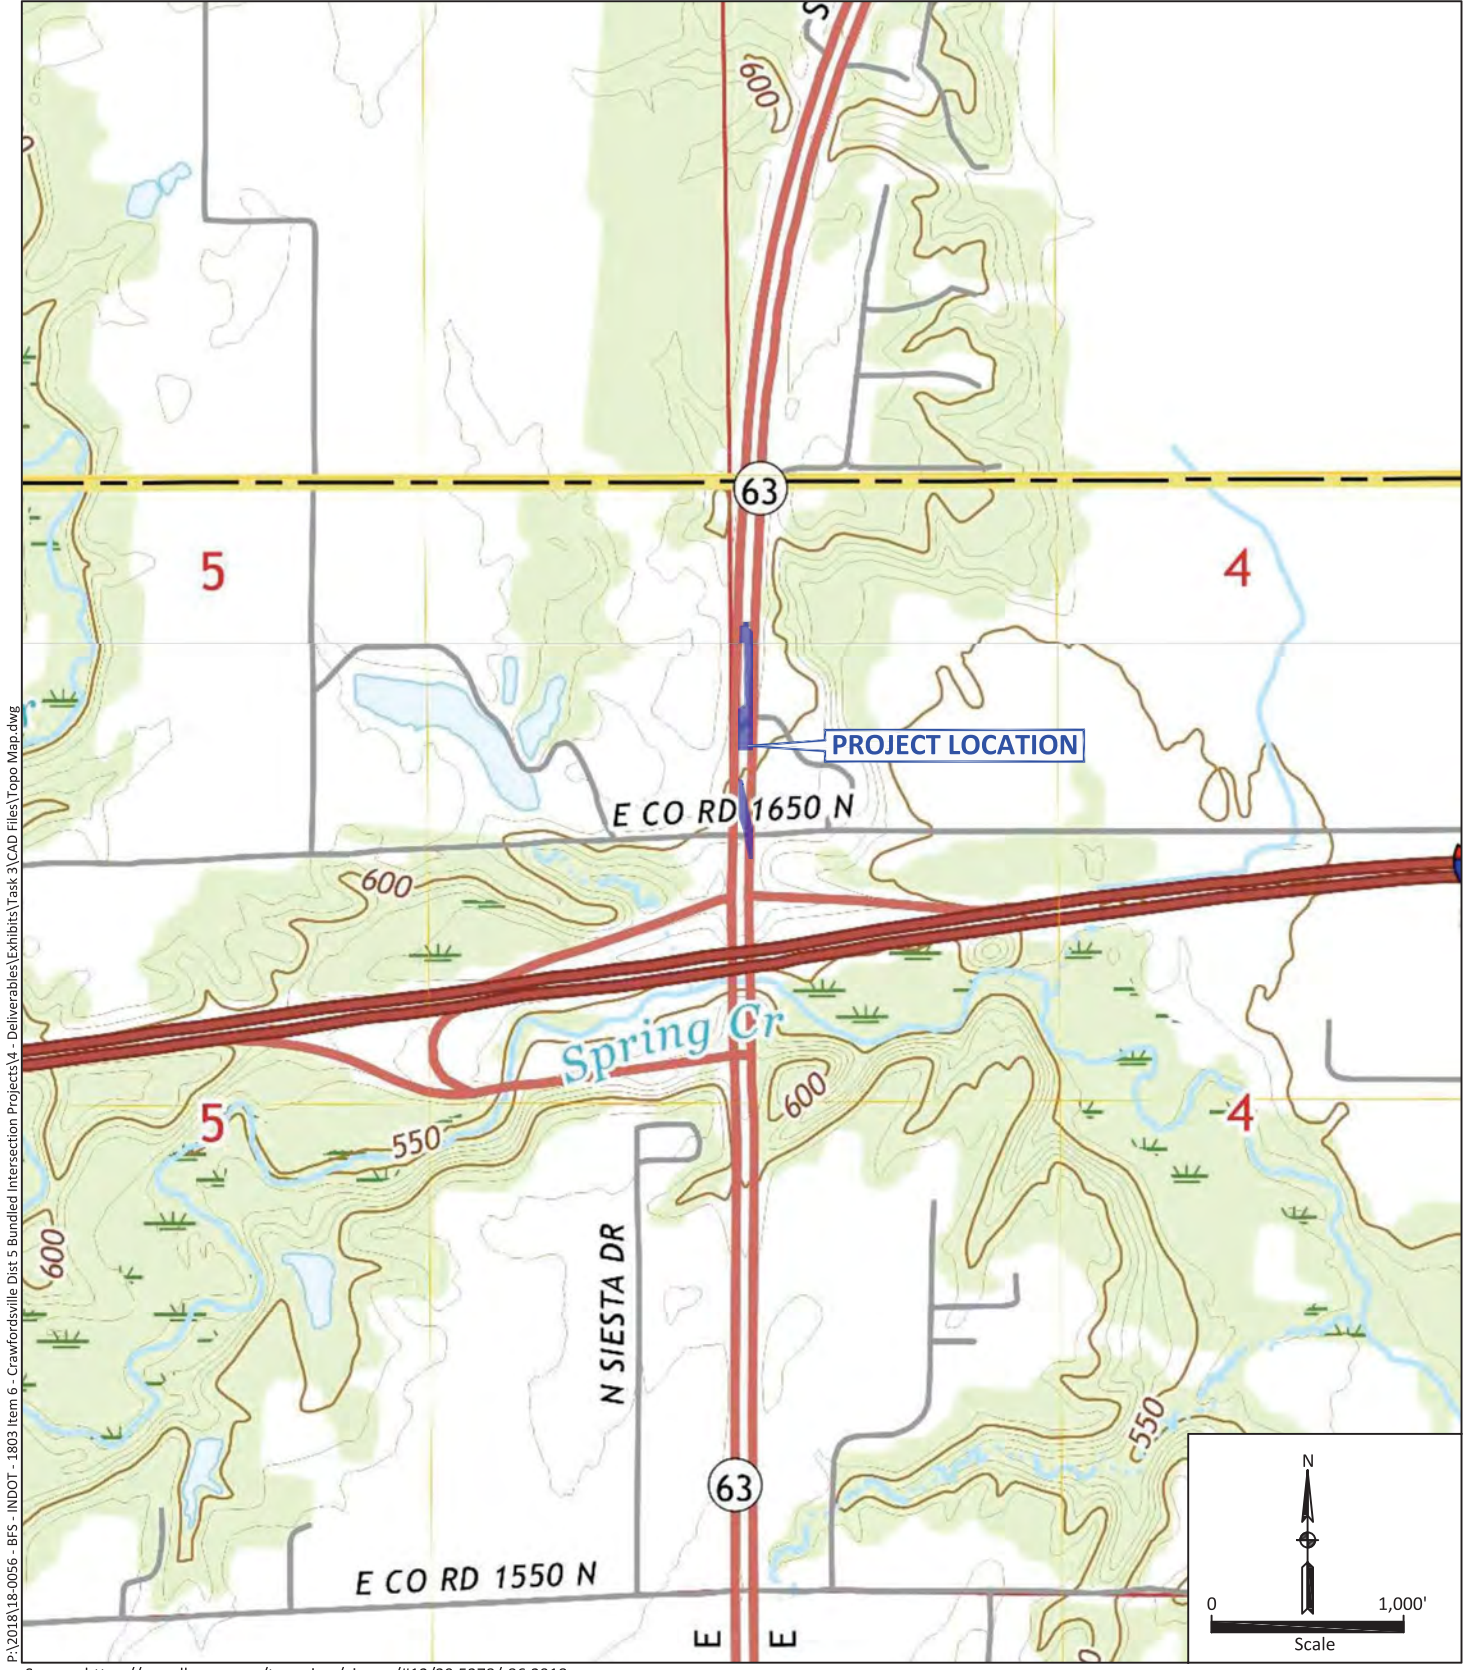 S
600
63
5
4
PROJECT LOCATION
E CO RD 1650 N
r
600
Spring Cr
600
5
4
550
600
N SIESTA DR
550
63
E CO RD 1550 N
E E
N
0 1,000'
Scale
P:\2018\18-0056 - BFS - INDOT - 1803 Item 6 - Crawfordsville Dist 5 Bundled Intersection Projects\4 - Deliverables\Exhibits\Task 3\CAD Files\Topo Map.dwg